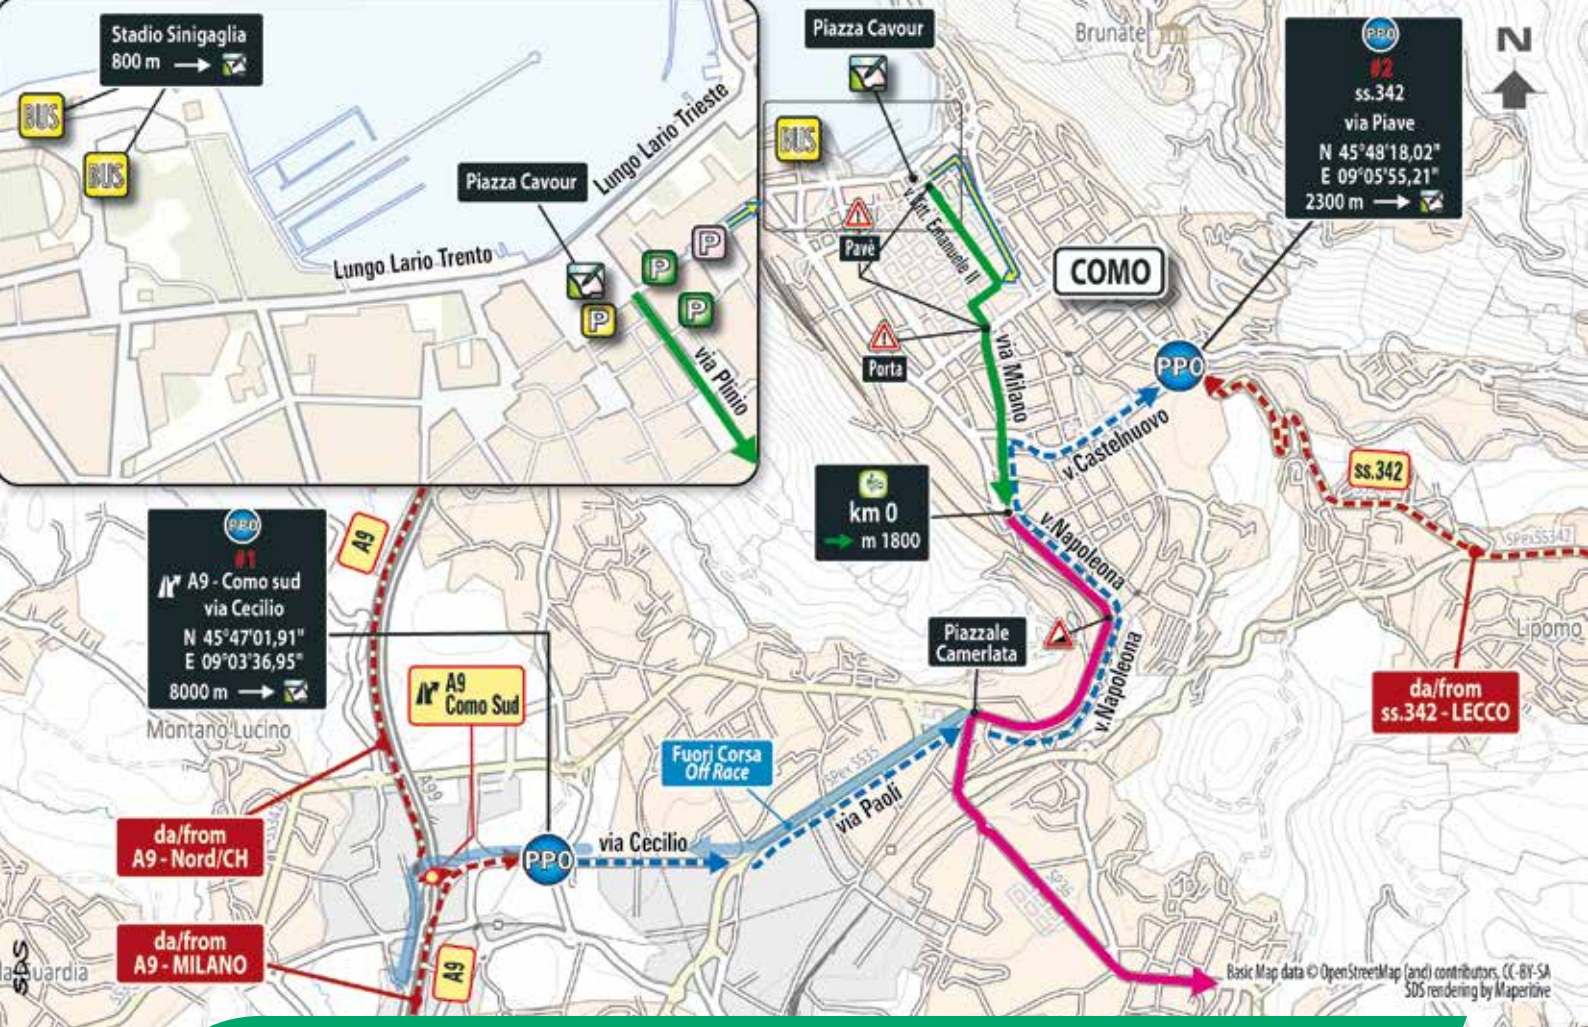 Stadio Sinigaglia
800 m
BUS
BUS
Piazza Cavour
Lungo Lario Trieste
Lungo Lario Trento
P
P
P
P
via Plinio
Piazza Cavour
BUS
Brunate
N
PPO
#2
ss.342
via Piave
N 45°48'18,02"
E 09°05'55,21"
2300 m
v. Vitt. Emanuele II
Pavè
Porta
COMO
via Milano
PPO
v.Castelnuovo
ss.342
SPexSS342
Lipomo
da/from
ss.342 - LECCO
km 0
m 1800
v.Napoleona
v.Napoleona
Piazzale
Camerlata
A9
PPO
#1
A9 - Como sud
via Cecilio
N 45°47'01,91"
E 09°03'36,95"
8000 m
Montano Lucino
A9
Como Sud
Fuori Corsa
Off Race
SPex SS35
via Paoli
via Cecilio
PPO
da/from
A9 - Nord/CH
da/from
A9 - MILANO
A9
SP36
SDS
Basic Map data © OpenStreetMap (and) contributors, CC-BY-SA
SDS rendering by Maperitive